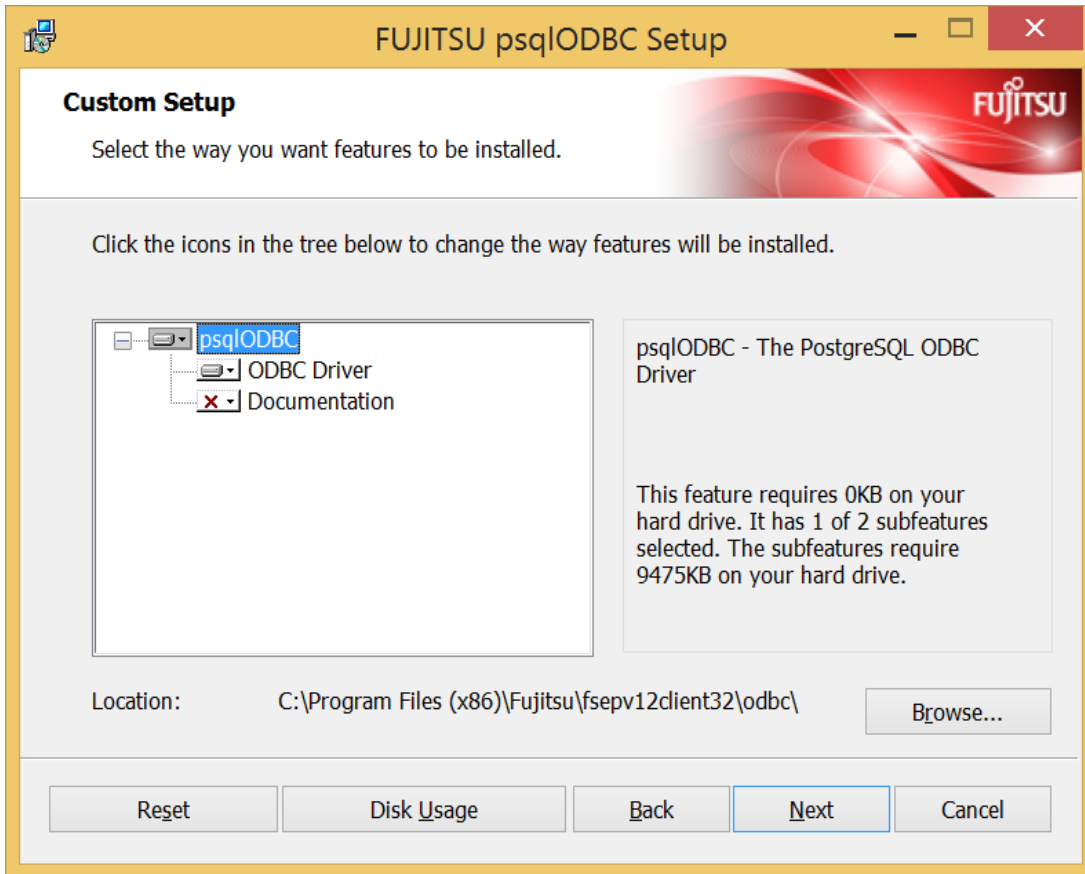 FUJITSU psqlODBC Setup
FUJITSU
Custom Setup
Select the way you want features to be installed.
Click the icons in the tree below to change the way features will be installed.
psqlODBC
ODBC Driver
Documentation
psqlODBC - The PostgreSQL ODBC
Driver
This feature requires 0KB on your
hard drive. It has 1 of 2 subfeatures
selected. The subfeatures require
9475KB on your hard drive.
Location: C:\Program Files (x86)\Fujitsu\fsepv12client32\odbc\
Browse...
Reset Disk Usage Back Next Cancel